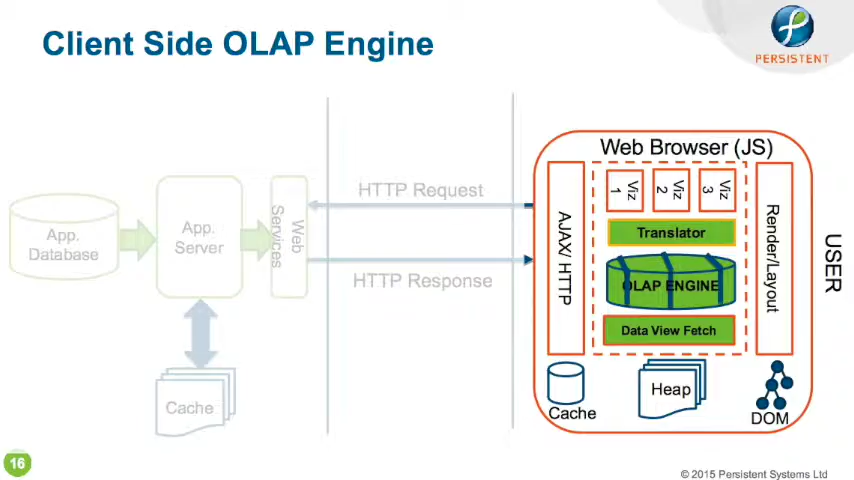 Client Side OLAP Engine
PERSISTENT
Web Browser (JS)
App.
Database
App.
Server
Web
Services
Cache
HTTP Request
HTTP Response
AJAX/ HTTP
Viz
1
Viz
2
Viz
3
Translator
OLAP ENGINE
Data View Fetch
Render/Layout
USER
Cache
Heap
DOM
16
© 2015 Persistent Systems Ltd